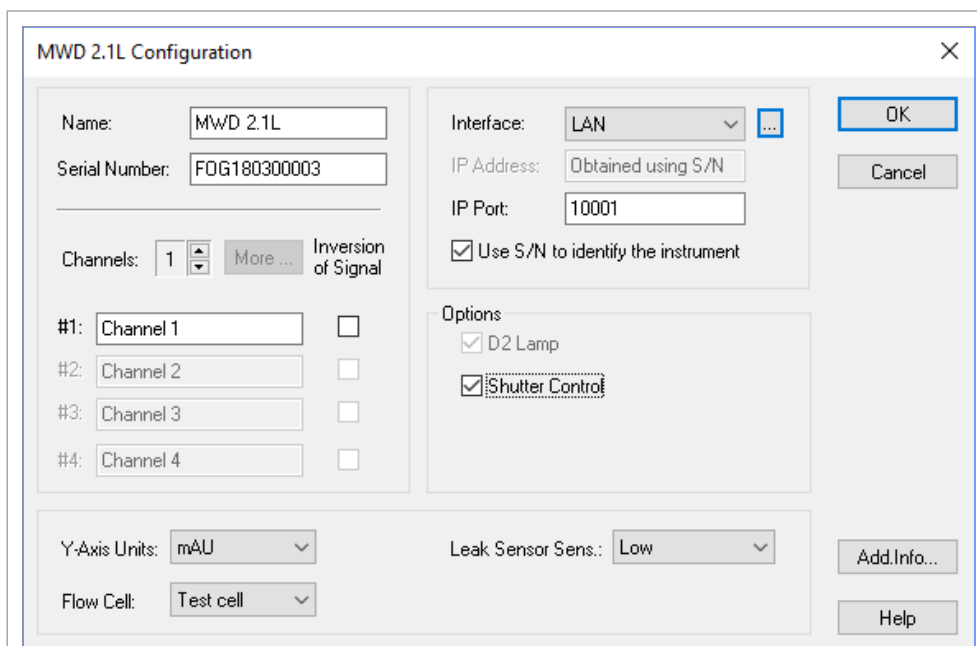 MWD 2.1L Configuration
Name: MWD 2.1L
Serial Number: FOG180300003
Channels: 1 More ... Inversion
of Signal
#1: Channel 1
#2: Channel 2
#3: Channel 3
#4: Channel 4
Interface: LAN ...
IP Address: Obtained using S/N
IP Port: 10001
Use S/N to identify the instrument
Options
D2 Lamp
Shutter Control
OK
Cancel
Y-Axis Units: mAU
Flow Cell: Test cell
Leak Sensor Sens.: Low
Add.Info...
Help